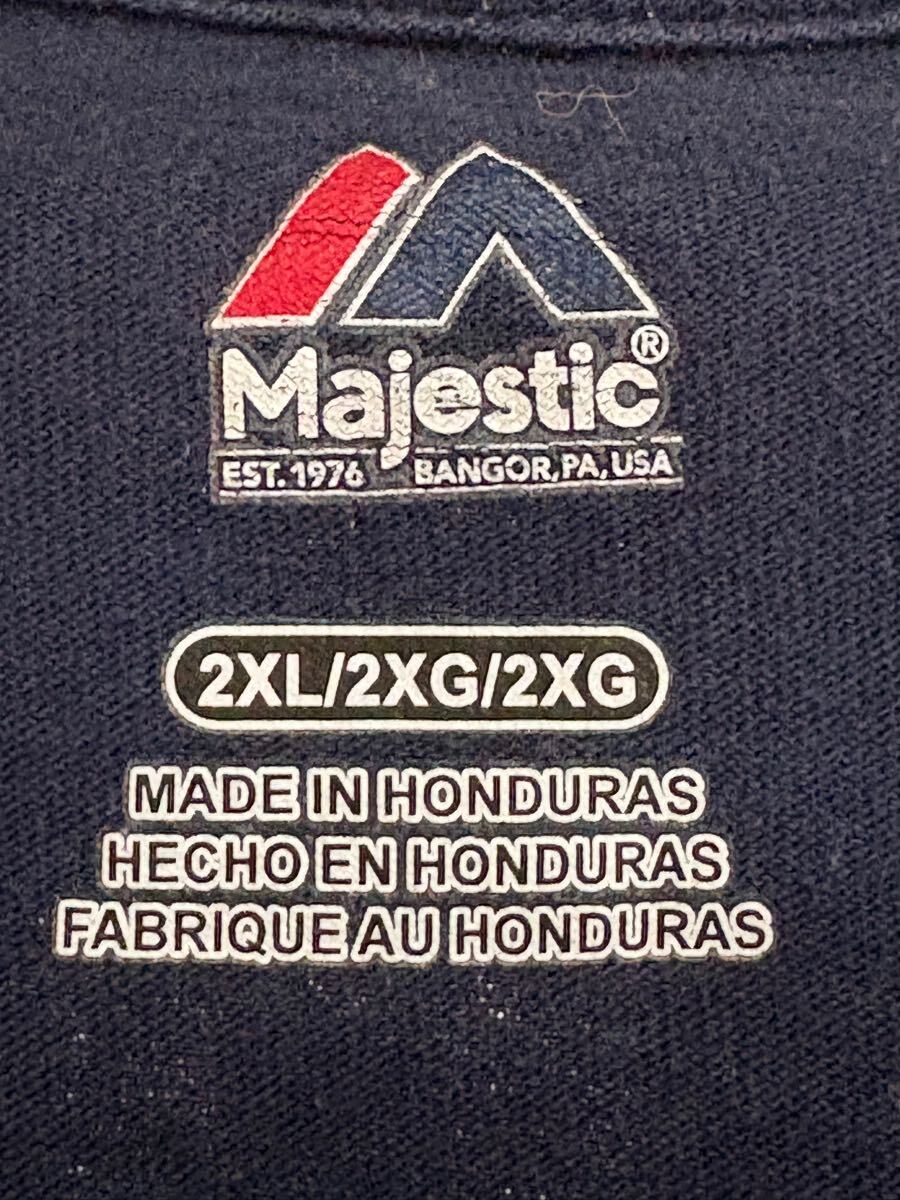 Majestic®
EST. 1976 BANGOR, PA, USA
2XL/2XG/2XG
MADE IN HONDURAS
HECHO EN HONDURAS
FABRIQUE AU HONDURAS